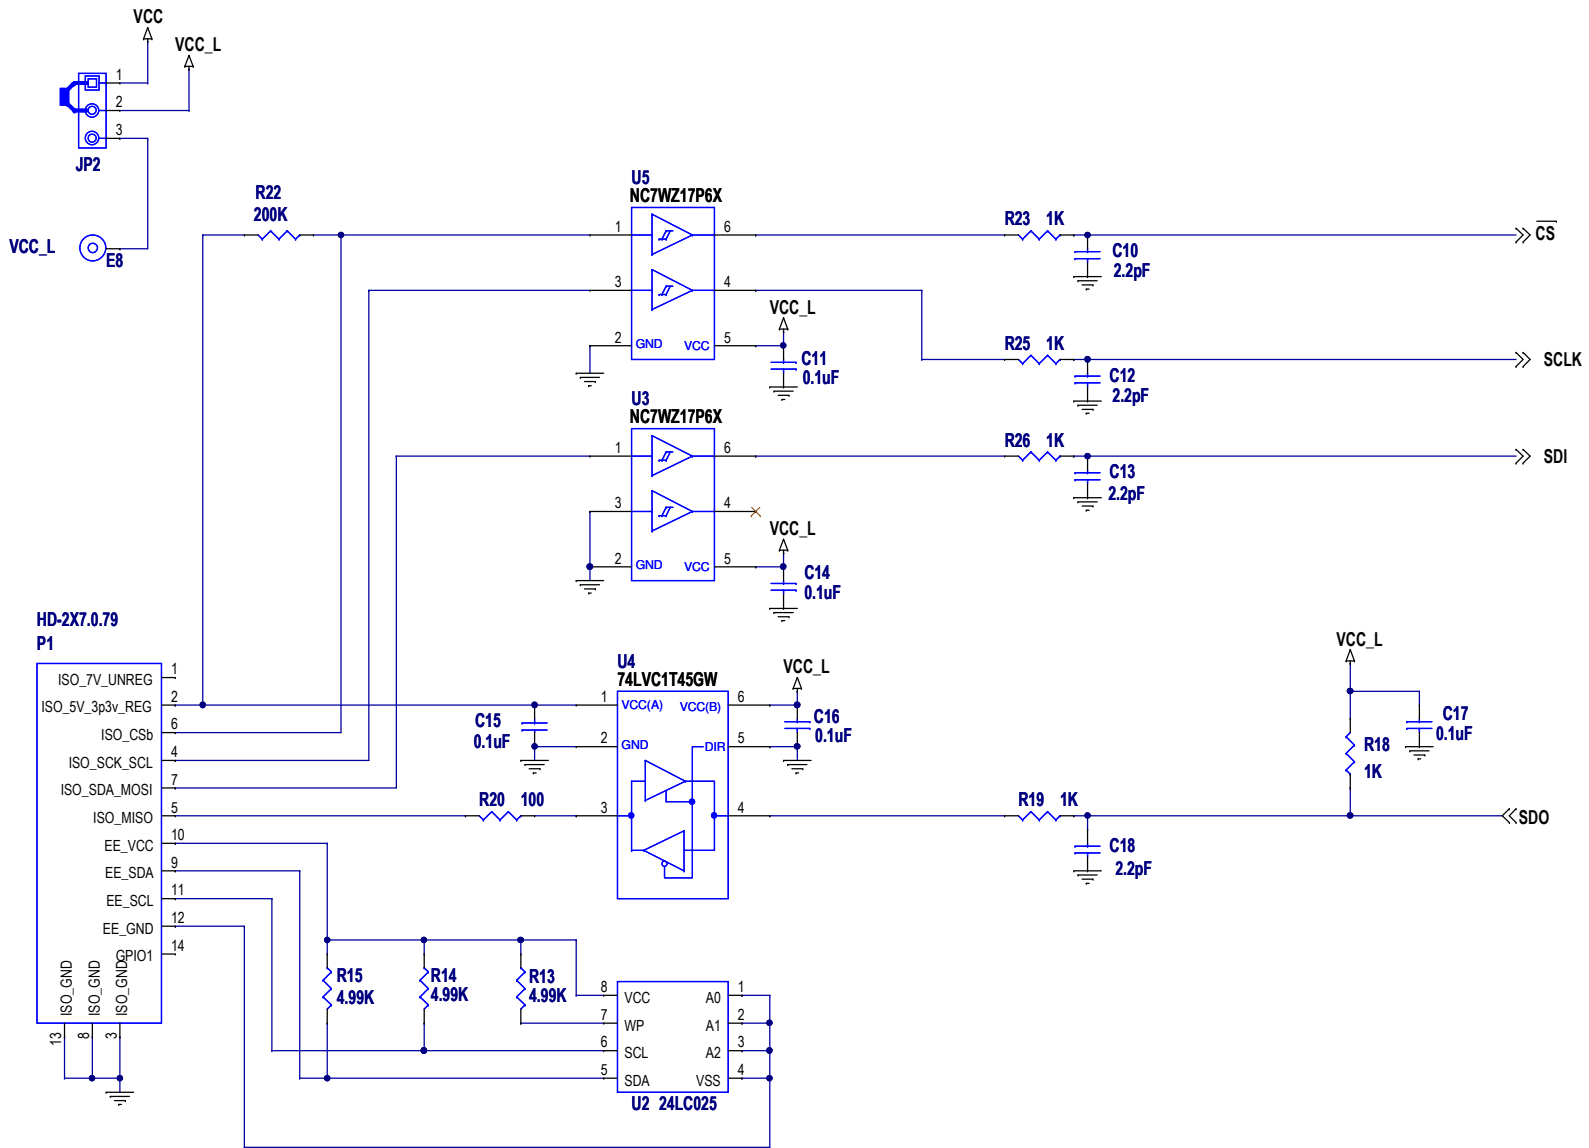 VCC
VCC_L
1
2
3
JP2
VCC_L
E8
R22
200K
U5
NC7WZ17P6X
1
6
3
4
2
GND
VCC
5
VCC_L
C11
0.1uF
R23 1K
C10
2.2pF
CS
R25 1K
C12
2.2pF
SCLK
U3
NC7WZ17P6X
1
6
3
4
2
GND
VCC
5
VCC_L
C14
0.1uF
R26 1K
C13
2.2pF
SDI
HD-2X7.0.79
P1
ISO_7V_UNREG 1
ISO_5V_3p3v_REG 2
ISO_CSb 6
ISO_SCK_SCL 4
ISO_SDA_MOSI 7
ISO_MISO 5
EE_VCC 10
EE_SDA 9
EE_SCL 11
EE_GND 12
GPIO1 14
ISO_GND
ISO_GND
ISO_GND
13
8
3
C15
0.1uF
R20 100
U4
74LVC1T45GW
1 VCC(A) VCC(B) 6
2 GND DIR 5
3
4
VCC_L
C16
0.1uF
R19 1K
C18
2.2pF
VCC_L
C17
0.1uF
R18
1K
SDO
R15
4.99K
R14
4.99K
R13
4.99K
8 VCC A0 1
7 WP A1 2
6 SCL A2 3
5 SDA VSS 4
U2 24LC025